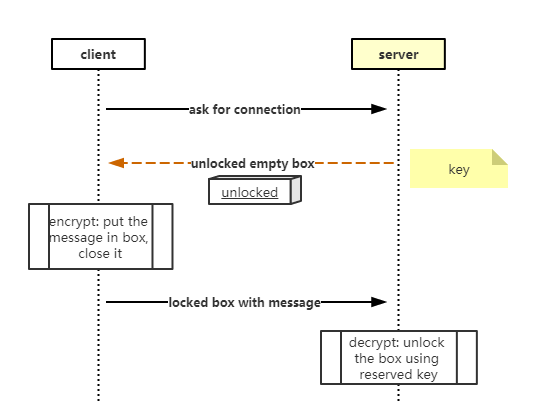 client
server
ask for connection
unlocked empty box
key
unlocked
encrypt: put the
message in box,
close it
locked box with message
decrypt: unlock
the box using
reserved key